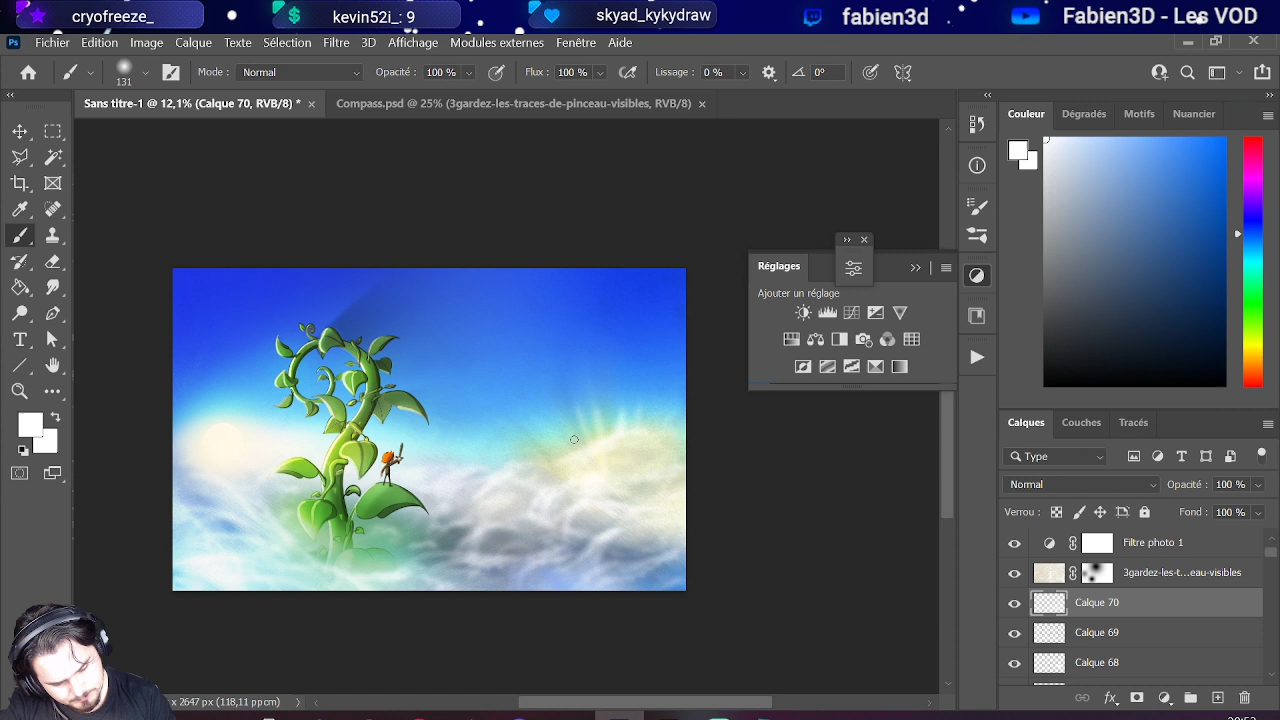 cryofreeze_
kevin52i_: 9
skyad_kykydraw
fabien3d
Fabien3D - Les VOD
Ps Fichier Edition Image Calque Texte Sélection Filtre 3D Affichage Modules externes Fenêtre Aide
131 Mode : Normal Opacité : 100 % Flux : 100 % Lissage : 0 % 0°
Sans titre-1 @ 12,1% (Calque 70, RVB/8) * Compass.psd @ 25% (3gardez-les-traces-de-pinceau-visibles, RVB/8)
Couleur Dégradés Motifs Nuancier
Réglages
Ajouter un réglage
Calques Couches Tracés
Type
Normal Opacité : 100 %
Verrou : Fond : 100 %
Filtre photo 1
3gardez-les-t...eau-visibles
Calque 70
Calque 69
Calque 68
x 2647 px (118,11 ppcm)